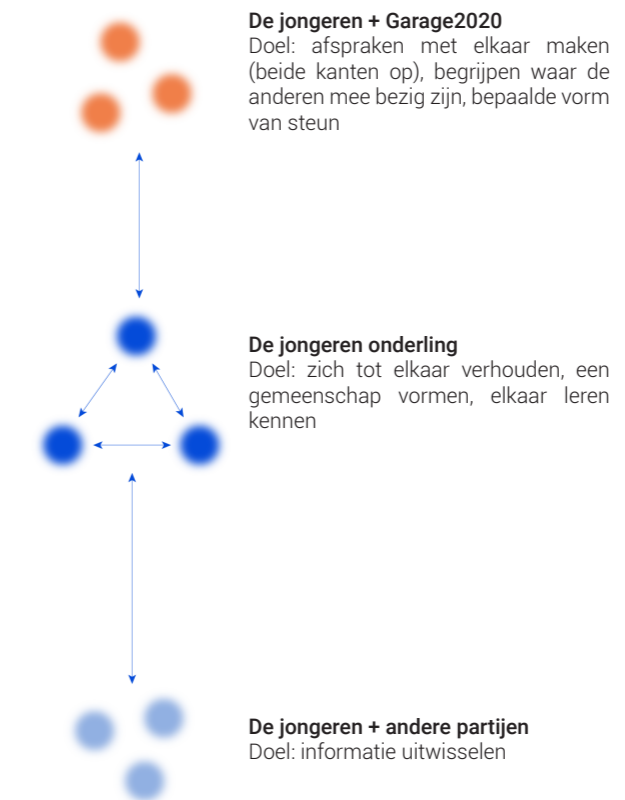 De jongeren + Garage2020
Doel: afspraken met elkaar maken
(beide kanten op), begrijpen waar de
anderen mee bezig zijn, bepaalde vorm
van steun
De jongeren onderling
Doel: zich tot elkaar verhouden, een
gemeenschap vormen, elkaar leren
kennen
De jongeren + andere partijen
Doel: informatie uitwisselen